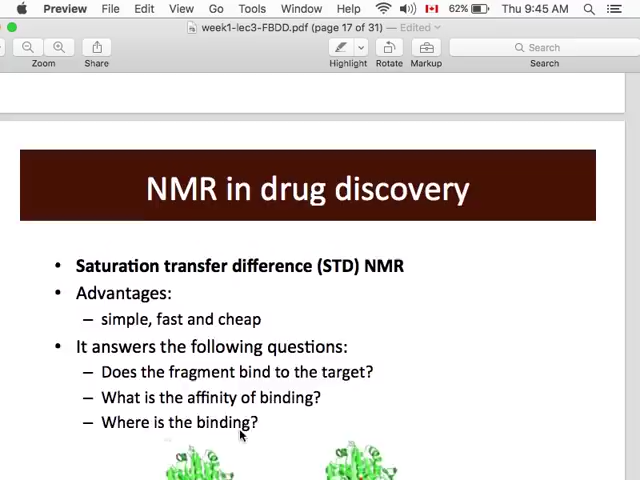 Preview File Edit View Go Tools Window Help 62% Thu 9:45 AM
week1-lec3-FBDD.pdf (page 17 of 31) — Edited
Zoom Share Highlight Rotate Markup Search
Search
NMR in drug discovery
• Saturation transfer difference (STD) NMR
• Advantages:
– simple, fast and cheap
• It answers the following questions:
– Does the fragment bind to the target?
– What is the affinity of binding?
– Where is the binding?